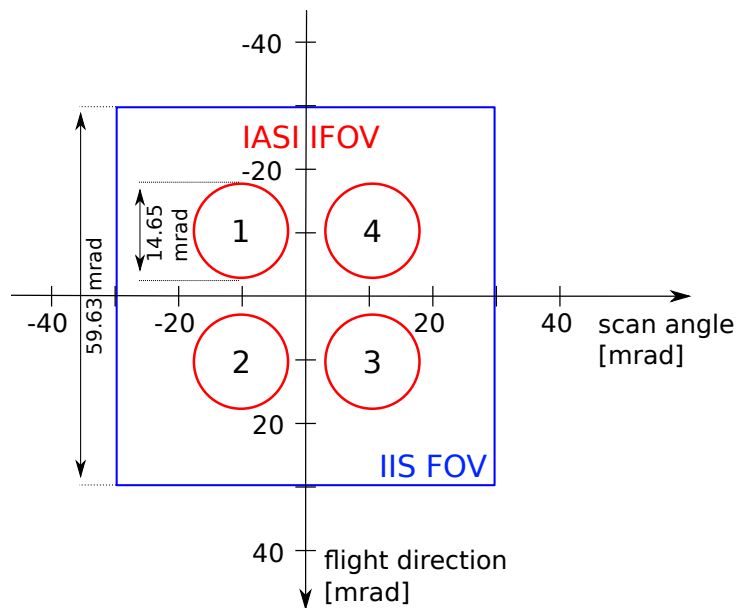 -40
IASI IFOV
-20
14.65
mrad
1
4
59.63 mrad
-40
-20
20
40
scan angle
[mrad]
2
3
20
IIS FOV
40
flight direction
[mrad]